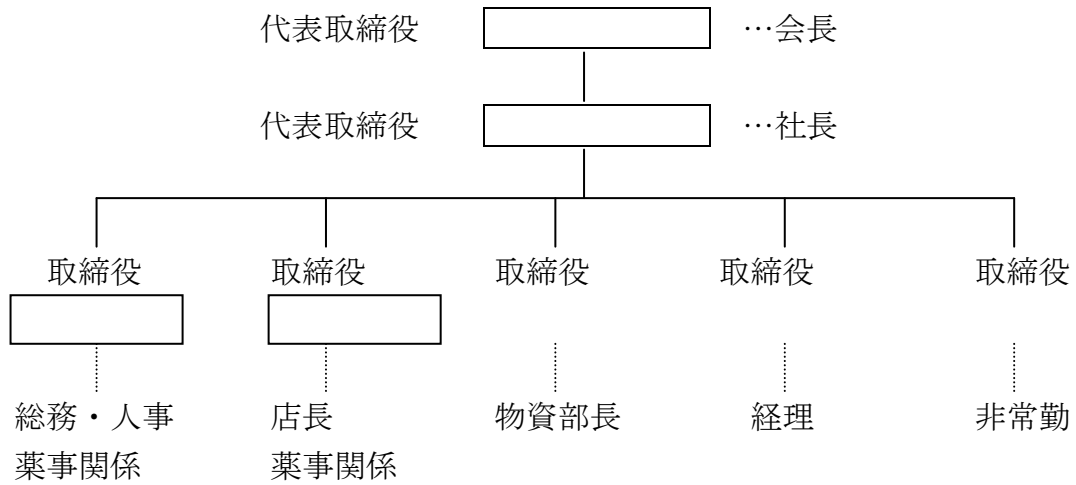 代表取締役 …会長
代表取締役 …社長
取締役 取締役 取締役 取締役 取締役
総務・人事 店長 物資部長 経理 非常勤
薬事関係 薬事関係